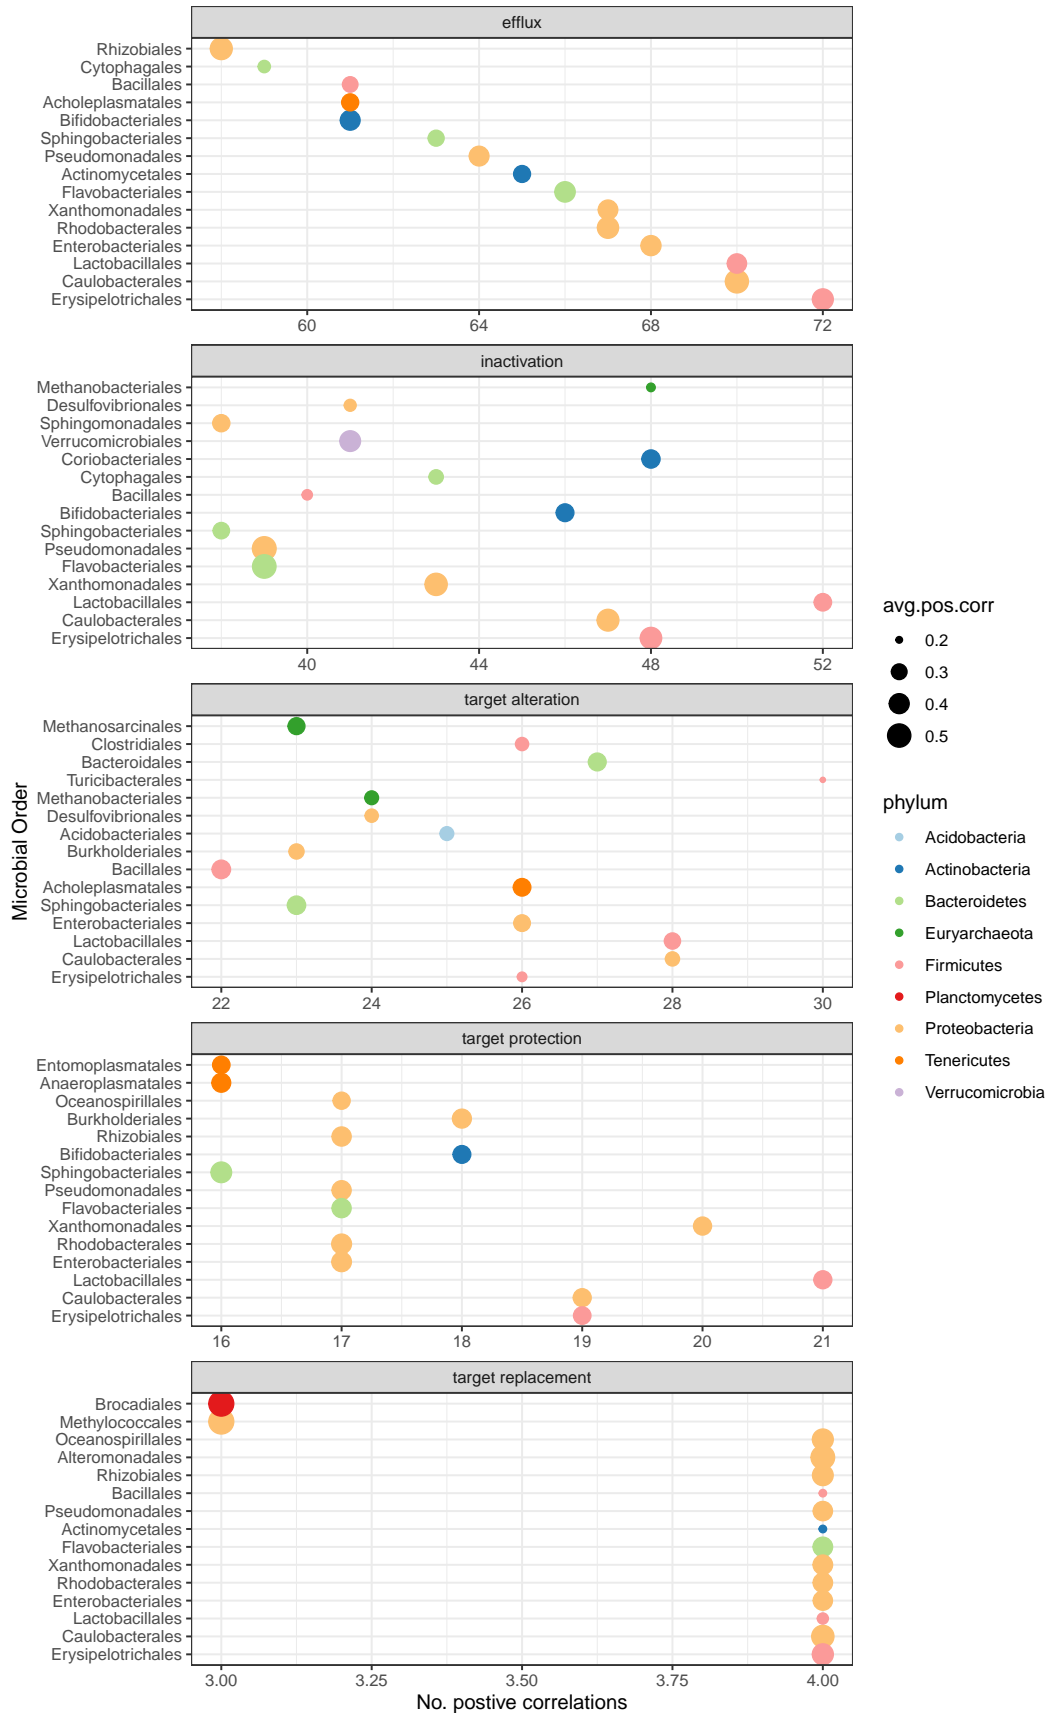 efflux
Rhizobiales
Cytophagales
Bacillales
Acholeplasmatales
Bifidobacteriales
Sphingobacteriales
Pseudomonadales
Actinomycetales
Flavobacteriales
Xanthomonadales
Rhodobacterales
Enterobacteriales
Lactobacillales
Caulobacterales
Erysipelotrichales
60 64 68 72
inactivation
Methanobacteriales
Desulfovibrionales
Sphingomonadales
Verrucomicrobiales
Coriobacteriales
Cytophagales
Bacillales
Bifidobacteriales
Sphingobacteriales
Pseudomonadales
Flavobacteriales
Xanthomonadales
Lactobacillales
Caulobacterales
Erysipelotrichales
40 44 48 52
target alteration
Methanosarcinales
Clostridiales
Bacteroidales
Turicibacterales
Methanobacteriales
Desulfovibrionales
Acidobacteriales
Burkholderiales
Bacillales
Acholeplasmatales
Sphingobacteriales
Enterobacteriales
Lactobacillales
Caulobacterales
Erysipelotrichales
22 24 26 28 30
target protection
Entomoplasmatales
Anaeroplasmatales
Oceanospirillales
Burkholderiales
Rhizobiales
Bifidobacteriales
Sphingobacteriales
Pseudomonadales
Flavobacteriales
Xanthomonadales
Rhodobacterales
Enterobacteriales
Lactobacillales
Caulobacterales
Erysipelotrichales
16 17 18 19 20 21
target replacement
Brocadiales
Methylococcales
Oceanospirillales
Alteromonadales
Rhizobiales
Bacillales
Pseudomonadales
Actinomycetales
Flavobacteriales
Xanthomonadales
Rhodobacterales
Enterobacteriales
Lactobacillales
Caulobacterales
Erysipelotrichales
3.00 3.25 3.50 3.75 4.00
No. postive correlations
Microbial Order
avg.pos.corr
0.2
0.3
0.4
0.5
phylum
Acidobacteria
Actinobacteria
Bacteroidetes
Euryarchaeota
Firmicutes
Planctomycetes
Proteobacteria
Tenericutes
Verrucomicrobia